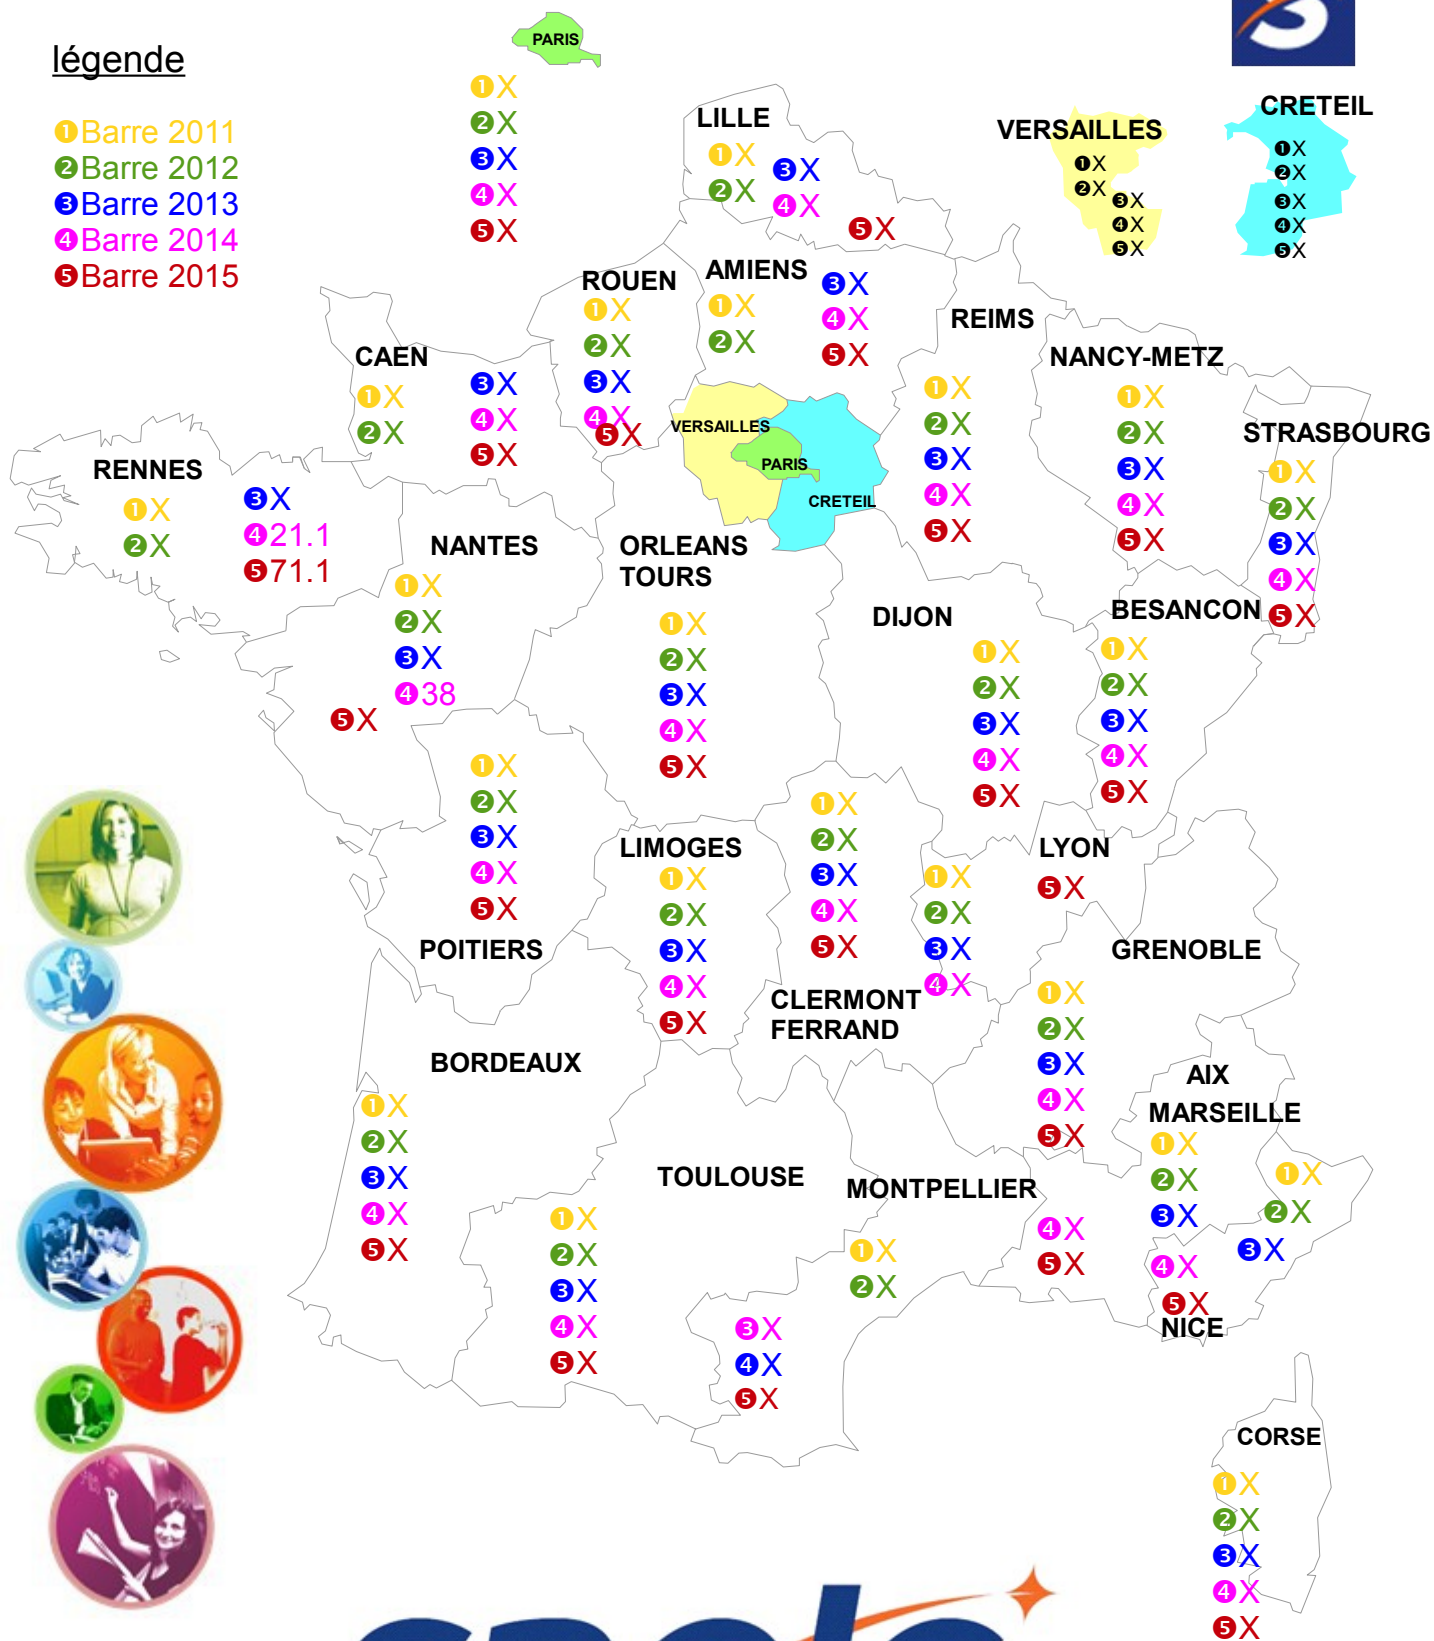 légende
❶Barre 2011
❷Barre 2012
❸Barre 2013
❹Barre 2014
❺Barre 2015
PARIS
❶X
❷X
❸X
❹X
❺X
LILLE
❶X
❷X
❸X
❹X
❺X
VERSAILLES
❶X
❷X
❸X
❹X
❺X
CRETEIL
❶X
❷X
❸X
❹X
❺X
ROUEN
❶X
❷X
❸X
❹X
❺X
AMIENS
❶X
❷X
❸X
❹X
❺X
REIMS
❶X
❷X
❸X
❹X
❺X
CAEN
❶X
❷X
❸X
❹X
❺X
NANCY-METZ
❶X
❷X
❸X
❹X
❺X
STRASBOURG
❶X
❷X
❸X
❹X
❺X
VERSAILLES
PARIS
CRETEIL
RENNES
❶X
❷X
❸X
❹21.1
❺71.1
NANTES
❶X
❷X
❸X
❹38
❺X
ORLEANS
TOURS
❶X
❷X
❸X
❹X
❺X
DIJON
❶X
❷X
❸X
❹X
❺X
BESANCON
❶X
❷X
❸X
❹X
❺X
❶X
❷X
❸X
❹X
❺X
POITIERS
LIMOGES
❶X
❷X
❸X
❹X
❺X
❶X
❷X
❸X
❹X
❺X
CLERMONT
FERRAND
LYON
❶X
❷X
❸X
❹X
❺X
GRENOBLE
❶X
❷X
❸X
❹X
❺X
BORDEAUX
❶X
❷X
❸X
❹X
❺X
TOULOUSE
❶X
❷X
❸X
❹X
❺X
MONTPELLIER
❶X
❷X
❸X
❹X
❺X
AIX
MARSEILLE
❶X
❷X
❸X
❹X
❺X
❶X
❷X
❸X
❹X
❺X
NICE
CORSE
❶X
❷X
❸X
❹X
❺X